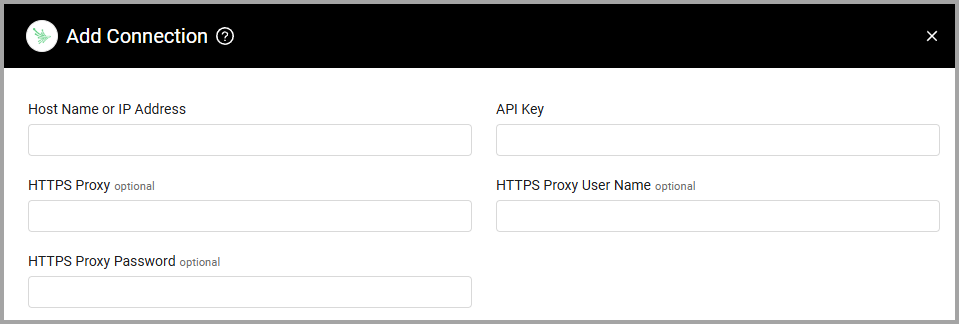 Add Connection ?
Host Name or IP Address
API Key
HTTPS Proxy optional
HTTPS Proxy User Name optional
HTTPS Proxy Password optional